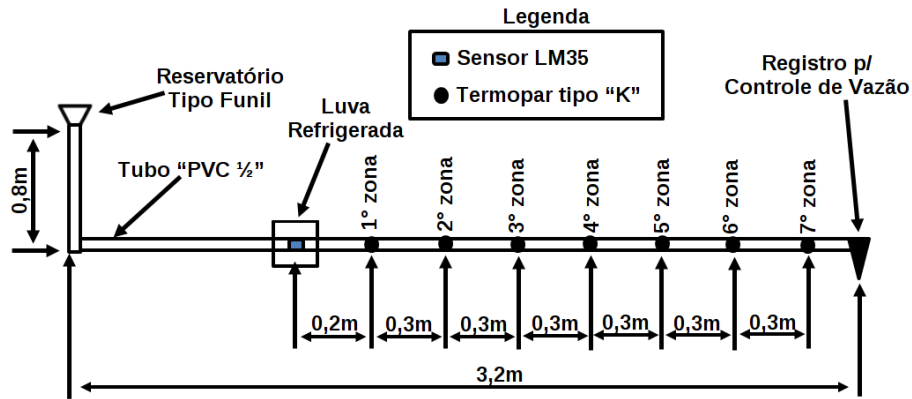 Legenda
Sensor LM35
Termopar tipo “K”
Reservatório
Tipo Funil
Luva
Refrigerada
Registro p/
Controle de Vazão
0,8m
Tubo “PVC ½”
1° zona
2° zona
3° zona
4° zona
5° zona
6° zona
7° zona
0,2m
0,3m
0,3m
0,3m
0,3m
0,3m
0,3m
3,2m